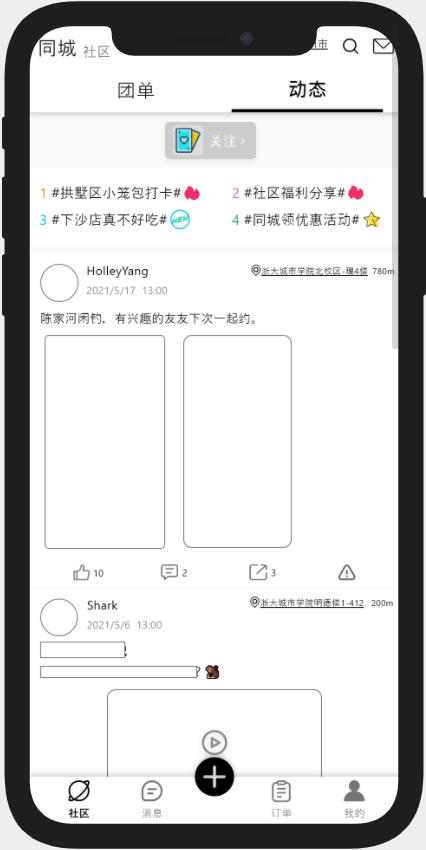 同城 社区 市
团单 动态
关注 >
1 #拱墅区小笼包打卡# 2 #社区福利分享#
3 #下沙店真不好吃# NEW 4 #同城领优惠活动#
HolleyYang 浙大城市学院北校区-理4楼 780m
2021/5/17 13:00
陈家河闲钓，有兴趣的友友下次一起约。
10 2 3
Shark 浙大城市学院明德楼1-412 200m
2021/5/6 13:00
社区 消息 订单 我的